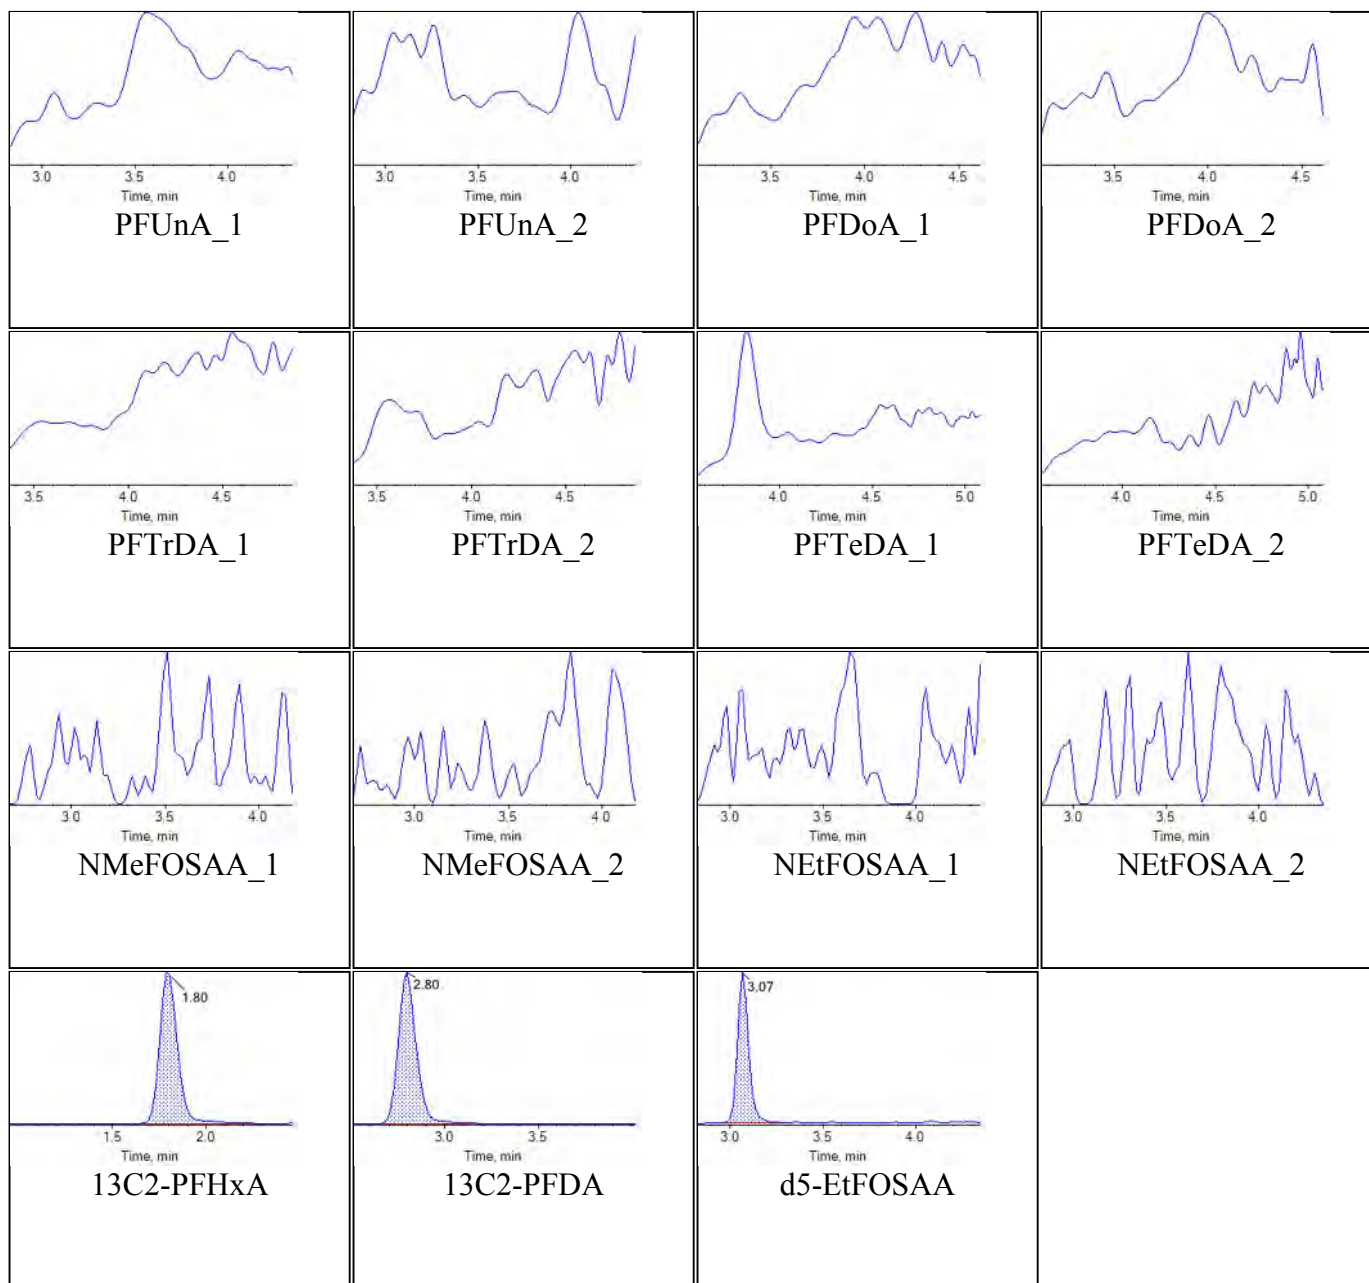 3.0 3.5 4.0
Time, min
PFUnA_1
3.0 3.5 4.0
Time, min
PFUnA_2
3.5 4.0 4.5
Time, min
PFDoA_1
3.5 4.0 4.5
Time, min
PFDoA_2
3.5 4.0 4.5
Time, min
PFTrDA_1
3.5 4.0 4.5
Time, min
PFTrDA_2
4.0 4.5 5.0
Time, min
PFTeDA_1
4.0 4.5 5.0
Time, min
PFTeDA_2
3.0 3.5 4.0
Time, min
NMeFOSAA_1
3.0 3.5 4.0
Time, min
NMeFOSAA_2
3.0 3.5 4.0
Time, min
NEtFOSAA_1
3.0 3.5 4.0
Time, min
NEtFOSAA_2
1.80
1.5 2.0
Time, min
13C2-PFHxA
2.80
3.0 3.5
Time, min
13C2-PFDA
3.07
3.0 3.5 4.0
Time, min
d5-EtFOSAA